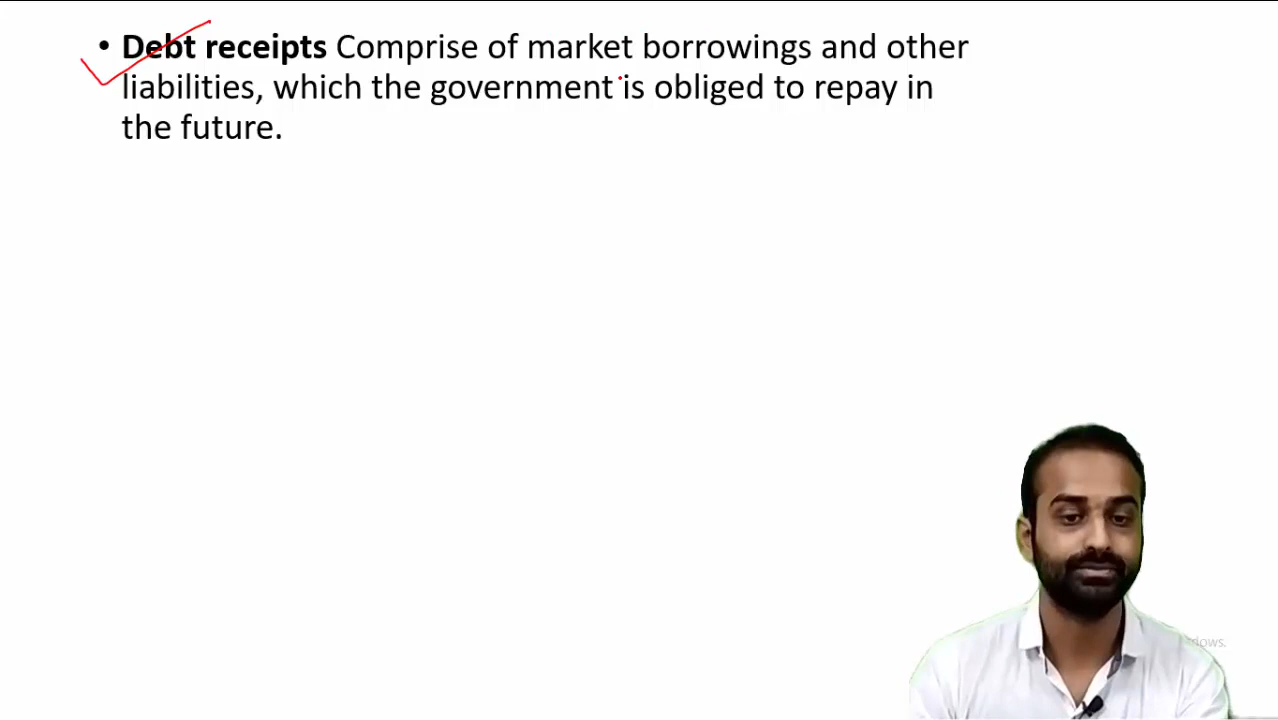 • Debt receipts Comprise of market borrowings and other
liabilities, which the government is obliged to repay in
the future.
dows.